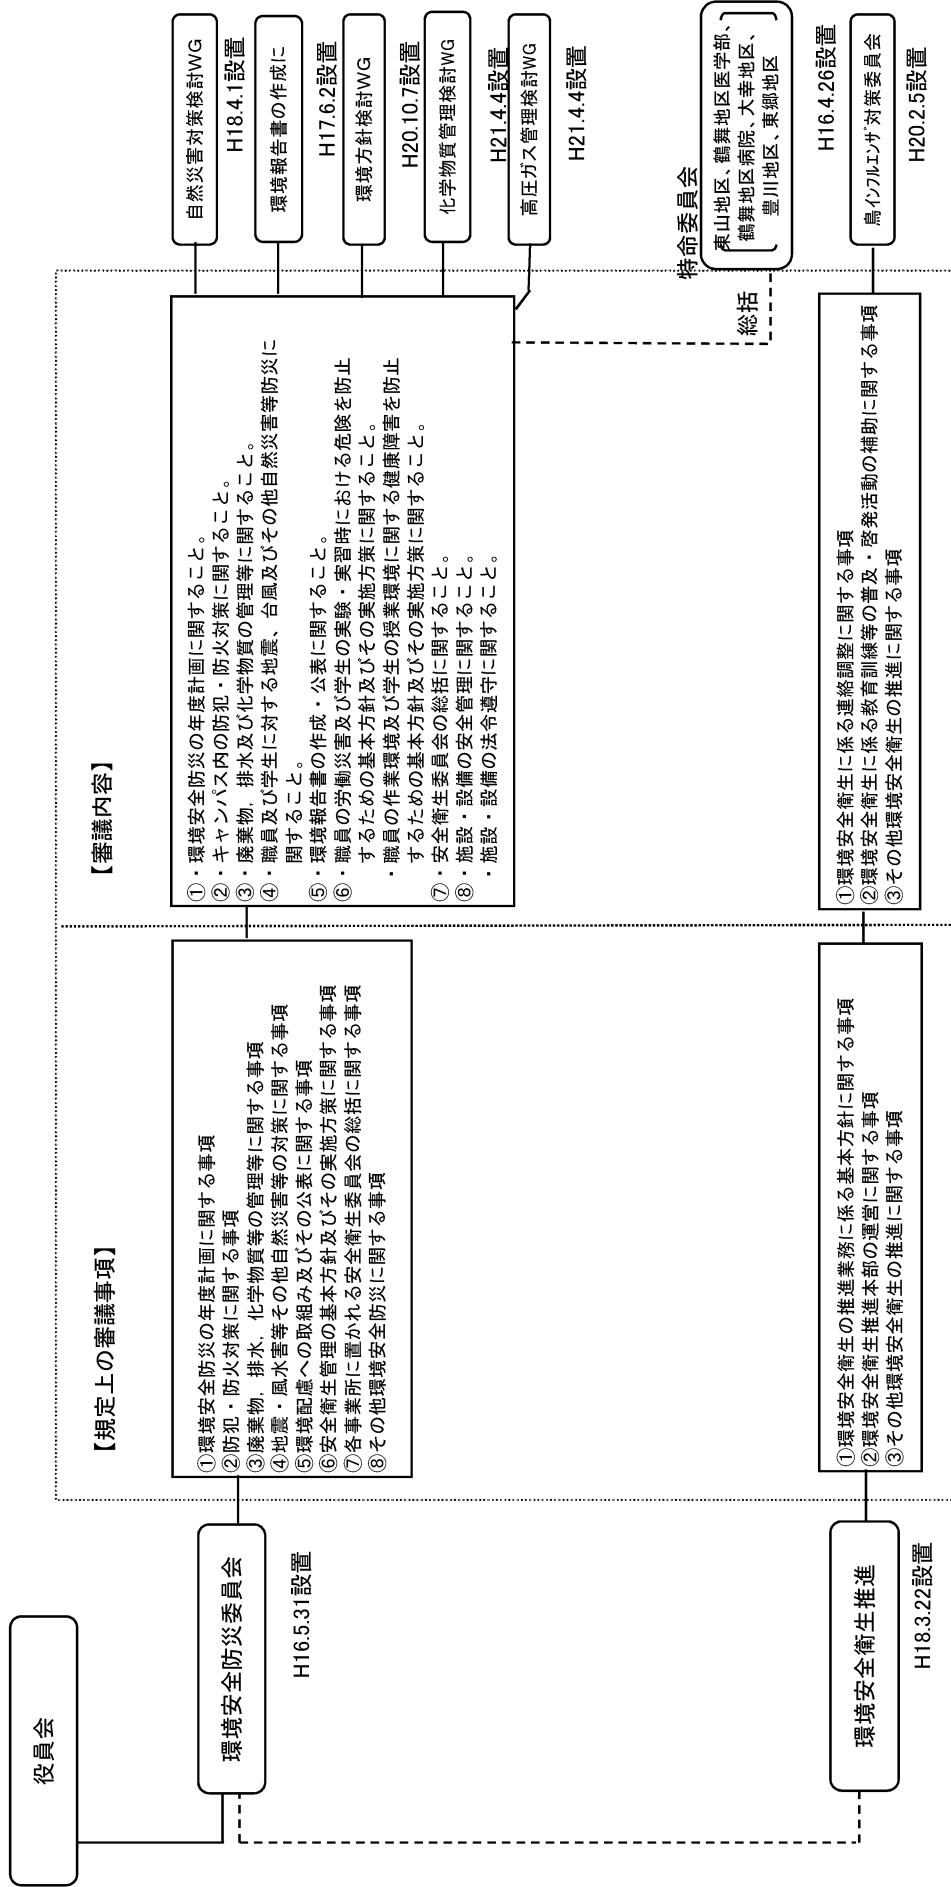 役員会
【規定上の審議事項】
【審議内容】
環境安全防災委員会
H16.5.31設置
①環境安全防災の年度計画に関する事項
②防犯・防火対策に関する事項
③廃棄物，排水，化学物質等の管理等に関する事項
④地震・風水害等その他自然災害等の対策に関する事項
⑤環境配慮への取組み及びその公表に関する事項
⑥安全衛生管理の基本方針及びその実施方策に関する事項
⑦各事業所に置かれる安全衛生委員会の総括に関する事項
⑧その他環境安全防災に関する事項
①・環境安全防災の年度計画に関すること。
②・キャンパス内の防犯・防火対策に関すること。
③・廃棄物，排水及び化学物質の管理等に関すること。
④・職員及び学生に対する地震、台風及びその他自然災害等防災に
関すること。
⑤・環境報告書の作成・公表に関すること。
⑥・職員の労働災害及び学生の実験・実習時における危険を防止
するための基本方針及びその実施方策に関すること。
・職員の作業環境及び学生の授業環境に関する健康障害を防止
するための基本方針及びその実施方策に関すること。
⑦・安全衛生委員会の総括に関すること。
⑧・施設・設備の安全管理に関すること。
・施設・設備の法令遵守に関すること。
自然災害対策検討WG
H18.4.1設置
環境報告書の作成に
H17.6.2設置
環境方針検討WG
H20.10.7設置
化学物質管理検討WG
H21.4.4設置
高圧ガス管理検討WG
H21.4.4設置
総括
特命委員会
東山地区、鶴舞地区医学部、
鶴舞地区病院、大幸地区、
豊川地区、東郷地区
H16.4.26設置
環境安全衛生推進
H18.3.22設置
①環境安全衛生の推進業務に係る基本方針に関する事項
②環境安全衛生推進本部の運営に関する事項
③その他環境安全衛生の推進に関する事項
①環境安全衛生に係る連絡調整に関する事項
②環境安全衛生に係る教育訓練等の普及・啓発活動の補助に関する事項
③その他環境安全衛生の推進に関する事項
鳥インフルエンザ対策委員会
H20.2.5設置